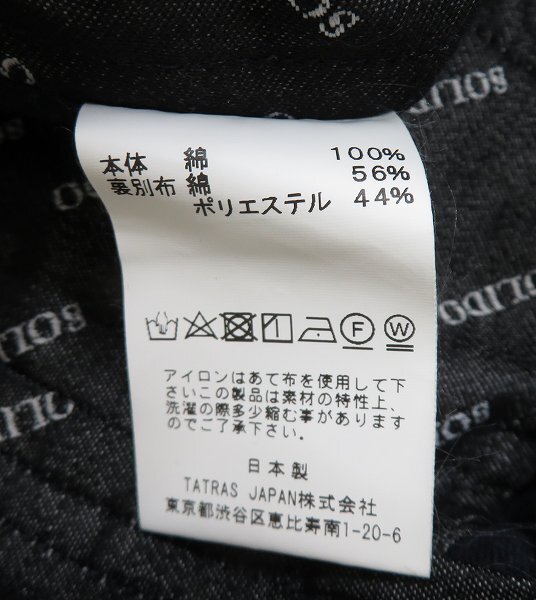 SOLIDO
SOLIDO
SOLIDO
本体 綿 100%
裏別布 綿 56%
ポリエステル 44%
F W
アイロンはあて布を使用して下
さいこの製品は素材の特性上、
洗濯の際多少縮む事があります
のでご了承下さい。
日本製
TATRAS JAPAN株式会社
東京都渋谷区恵比寿南1-20-6